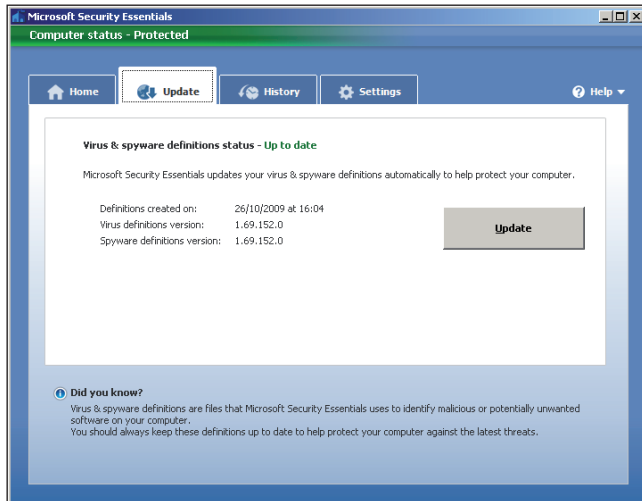 Microsoft Security Essentials
Computer status - Protected
Home
Update
History
Settings
Help
Virus & spyware definitions status - Up to date
Microsoft Security Essentials updates your virus & spyware definitions automatically to help protect your computer.
Definitions created on: 26/10/2009 at 16:04
Virus definitions version: 1.69.152.0
Spyware definitions version: 1.69.152.0
Update
Did you know?
Virus & spyware definitions are files that Microsoft Security Essentials uses to identify malicious or potentially unwanted
software on your computer.
You should always keep these definitions up to date to help protect your computer against the latest threats.